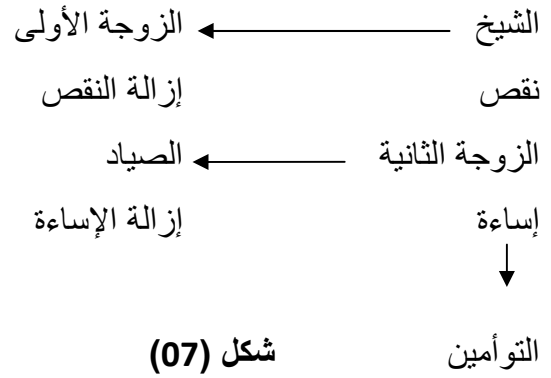 الشيخ الزوجة الأولى
نقص إزالة النقص
الزوجة الثانية الصياد
إساءة إزالة الإساءة
التوأمين شكل (07)